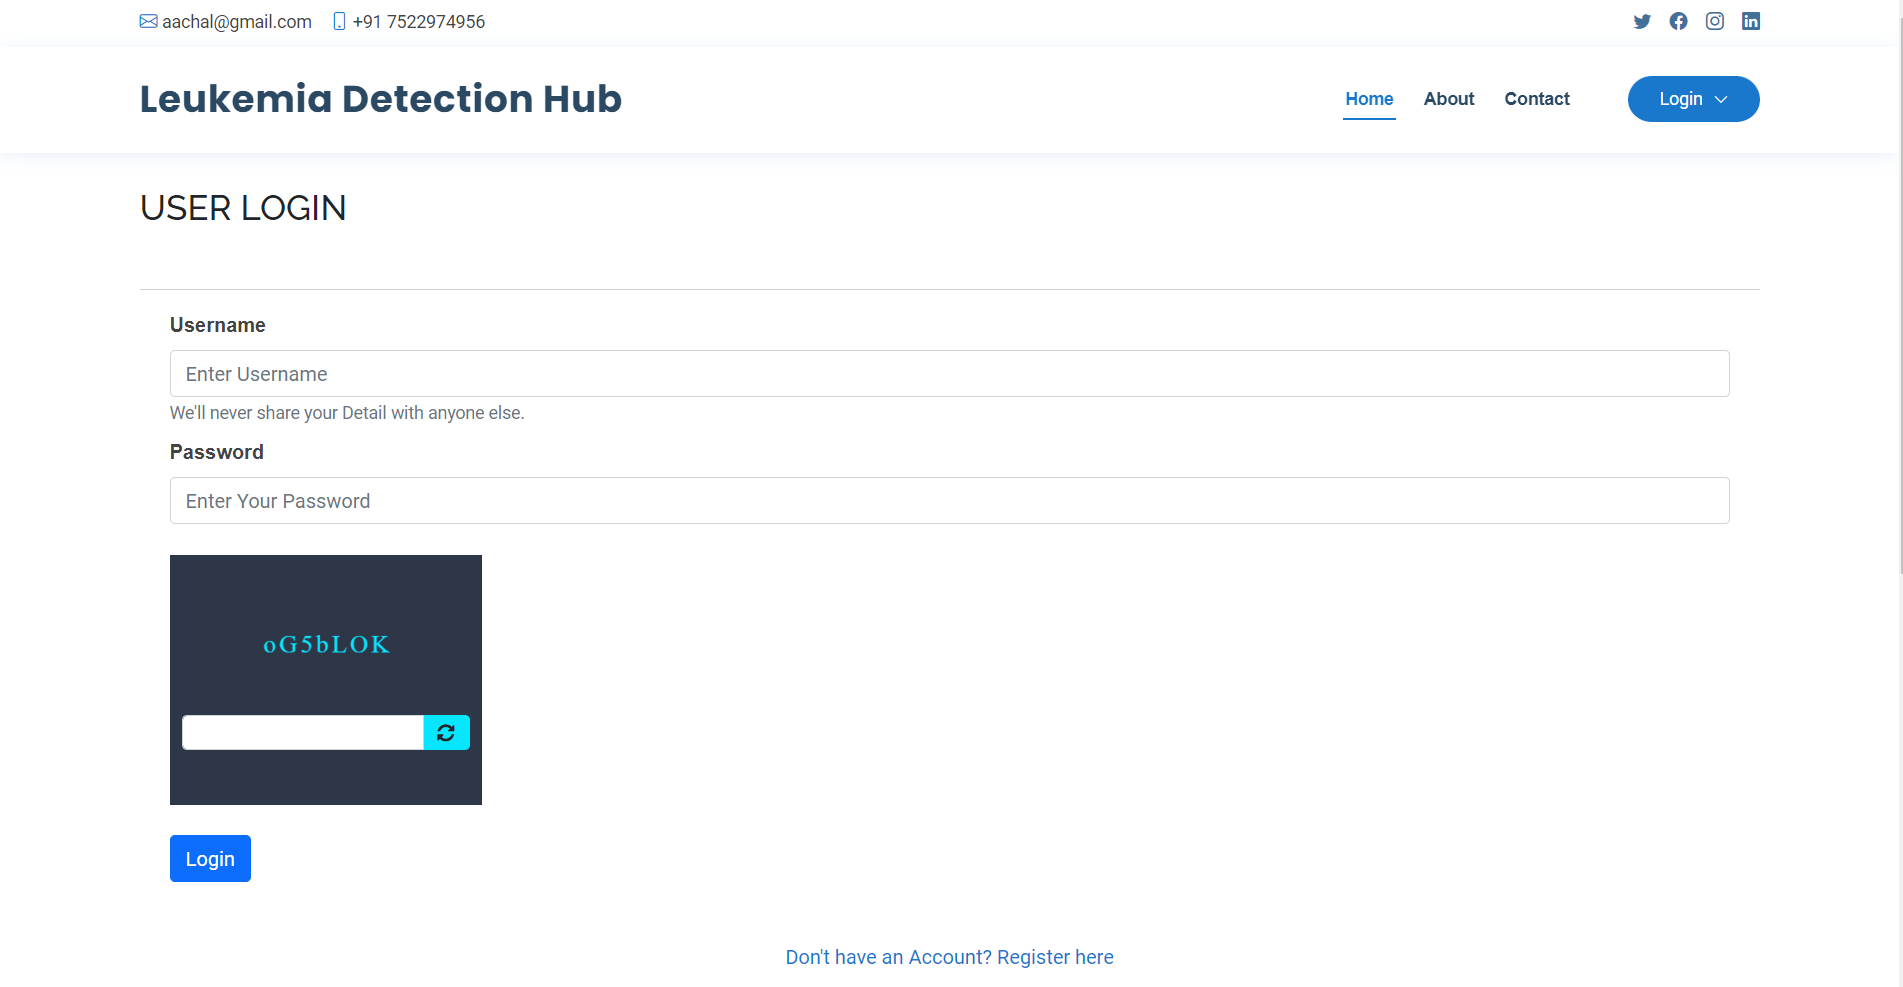 aachal@gmail.com +91 7522974956
Leukemia Detection Hub Home About Contact Login
USER LOGIN
Username
Enter Username
We'll never share your Detail with anyone else.
Password
Enter Your Password
oG5bLOK
Login
Don't have an Account? Register here